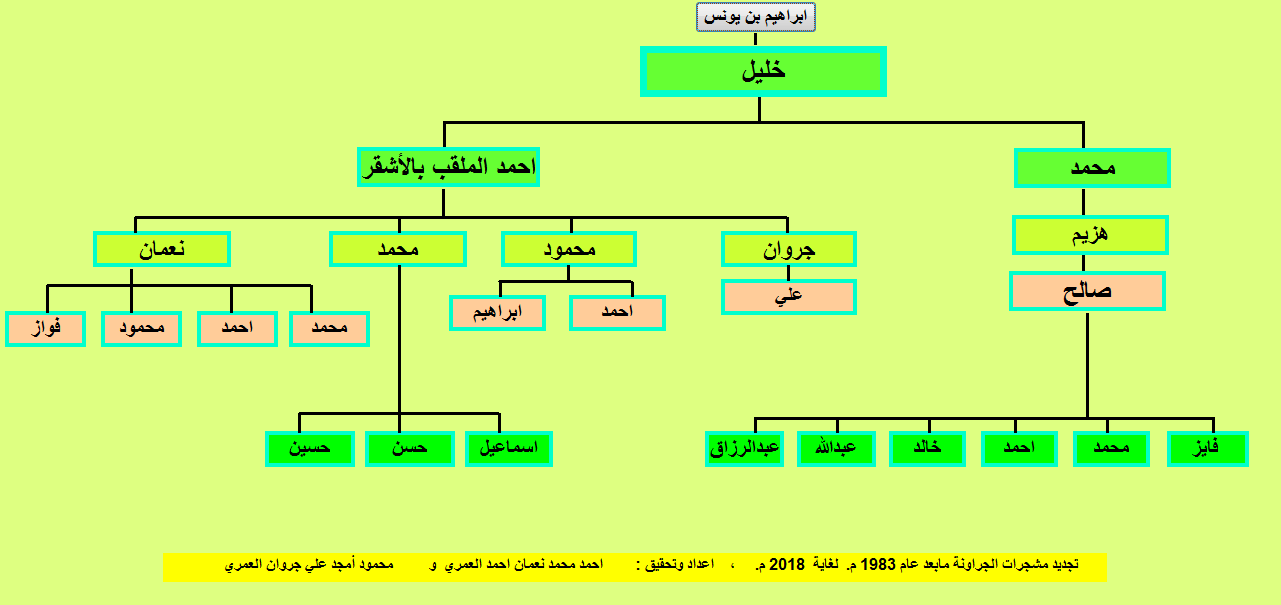 ابراهيم بن يونس
خليل
محمد
احمد الملقب بالأشقر
هزيم
جروان
محمود
محمد
نعمان
صالح
علي
احمد
ابراهيم
محمد
احمد
محمود
فواز
فايز
محمد
احمد
خالد
عبدالله
عبدالرزاق
اسماعيل
حسن
حسين
تجديد مشجرات الجراونة مابعد عام 1983 م. لغاية 2018 م. ، اعداد وتحقيق : احمد محمد نعمان احمد العمري و محمود أمجد علي جروان العمري